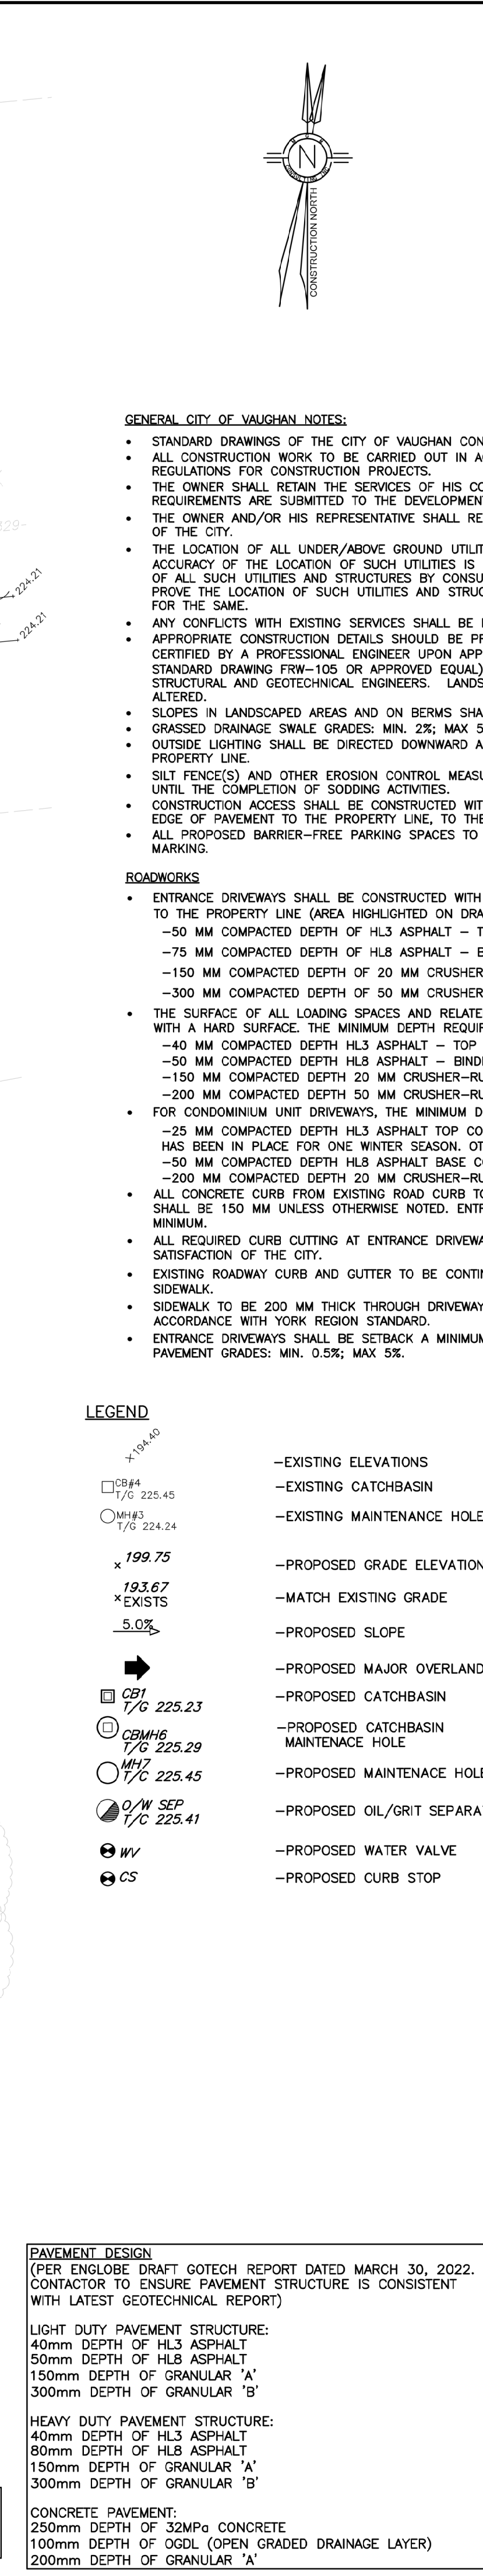 N
CONSTRUCTION NORTH
224.21
224.21
GENERAL CITY OF VAUGHAN NOTES:
• STANDARD DRAWINGS OF THE CITY OF VAUGHAN CON
• ALL CONSTRUCTION WORK TO BE CARRIED OUT IN A
REGULATIONS FOR CONSTRUCTION PROJECTS.
• THE OWNER SHALL RETAIN THE SERVICES OF HIS CO
REQUIREMENTS ARE SUBMITTED TO THE DEVELOPMEN
• THE OWNER AND/OR HIS REPRESENTATIVE SHALL RE
OF THE CITY.
• THE LOCATION OF ALL UNDER/ABOVE GROUND UTILIT
ACCURACY OF THE LOCATION OF SUCH UTILITIES IS
OF ALL SUCH UTILITIES AND STRUCTURES BY CONSU
PROVE THE LOCATION OF SUCH UTILITIES AND STRUC
FOR THE SAME.
• ANY CONFLICTS WITH EXISTING SERVICES SHALL BE
• APPROPRIATE CONSTRUCTION DETAILS SHOULD BE PR
CERTIFIED BY A PROFESSIONAL ENGINEER UPON APP
STANDARD DRAWING FRW-105 OR APPROVED EQUAL)
STRUCTURAL AND GEOTECHNICAL ENGINEERS. LANDS
ALTERED.
• SLOPES IN LANDSCAPED AREAS AND ON BERMS SHA
• GRASSED DRAINAGE SWALE GRADES: MIN. 2%; MAX 5
• OUTSIDE LIGHTING SHALL BE DIRECTED DOWNWARD A
PROPERTY LINE.
• SILT FENCE(S) AND OTHER EROSION CONTROL MEASU
UNTIL THE COMPLETION OF SODDING ACTIVITIES.
• CONSTRUCTION ACCESS SHALL BE CONSTRUCTED WIT
EDGE OF PAVEMENT TO THE PROPERTY LINE, TO THE
• ALL PROPOSED BARRIER-FREE PARKING SPACES TO
MARKING.
ROADWORKS
• ENTRANCE DRIVEWAYS SHALL BE CONSTRUCTED WITH
TO THE PROPERTY LINE (AREA HIGHLIGHTED ON DRA
-50 MM COMPACTED DEPTH OF HL3 ASPHALT - T
-75 MM COMPACTED DEPTH OF HL8 ASPHALT - B
-150 MM COMPACTED DEPTH OF 20 MM CRUSHER
-300 MM COMPACTED DEPTH OF 50 MM CRUSHER
• THE SURFACE OF ALL LOADING SPACES AND RELATE
WITH A HARD SURFACE. THE MINIMUM DEPTH REQUIR
-40 MM COMPACTED DEPTH HL3 ASPHALT - TOP
-50 MM COMPACTED DEPTH HL8 ASPHALT - BIND
-150 MM COMPACTED DEPTH 20 MM CRUSHER-RU
-200 MM COMPACTED DEPTH 50 MM CRUSHER-RU
• FOR CONDOMINIUM UNIT DRIVEWAYS, THE MINIMUM D
-25 MM COMPACTED DEPTH HL3 ASPHALT TOP CO
HAS BEEN IN PLACE FOR ONE WINTER SEASON. OT
-50 MM COMPACTED DEPTH HL8 ASPHALT BASE C
-200 MM COMPACTED DEPTH 20 MM CRUSHER-RU
• ALL CONCRETE CURB FROM EXISTING ROAD CURB TO
SHALL BE 150 MM UNLESS OTHERWISE NOTED. ENTR
MINIMUM.
• ALL REQUIRED CURB CUTTING AT ENTRANCE DRIVEWA
SATISFACTION OF THE CITY.
• EXISTING ROADWAY CURB AND GUTTER TO BE CONTI
SIDEWALK.
• SIDEWALK TO BE 200 MM THICK THROUGH DRIVEWAY
ACCORDANCE WITH YORK REGION STANDARD.
• ENTRANCE DRIVEWAYS SHALL BE SETBACK A MINIMUM
PAVEMENT GRADES: MIN. 0.5%; MAX 5%.
LEGEND
194.40 -EXISTING ELEVATIONS
CB#4
T/G 225.45 -EXISTING CATCHBASIN
MH#3
T/G 224.24 -EXISTING MAINTENANCE HOLE
199.75 -PROPOSED GRADE ELEVATION
193.67
EXISTS -MATCH EXISTING GRADE
5.0% -PROPOSED SLOPE
-PROPOSED MAJOR OVERLAND
CB1
T/G 225.23 -PROPOSED CATCHBASIN
CBMH6
T/G 225.29 -PROPOSED CATCHBASIN
MAINTENACE HOLE
MH7
T/C 225.45 -PROPOSED MAINTENACE HOLE
O/W SEP
T/C 225.41 -PROPOSED OIL/GRIT SEPARA
WV -PROPOSED WATER VALVE
CS -PROPOSED CURB STOP
PAVEMENT DESIGN
(PER ENGLOBE DRAFT GOTECH REPORT DATED MARCH 30, 2022.
CONTACTOR TO ENSURE PAVEMENT STRUCTURE IS CONSISTENT
WITH LATEST GEOTECHNICAL REPORT)
LIGHT DUTY PAVEMENT STRUCTURE:
40mm DEPTH OF HL3 ASPHALT
50mm DEPTH OF HL8 ASPHALT
150mm DEPTH OF GRANULAR 'A'
300mm DEPTH OF GRANULAR 'B'
HEAVY DUTY PAVEMENT STRUCTURE:
40mm DEPTH OF HL3 ASPHALT
80mm DEPTH OF HL8 ASPHALT
150mm DEPTH OF GRANULAR 'A'
300mm DEPTH OF GRANULAR 'B'
CONCRETE PAVEMENT:
250mm DEPTH OF 32MPa CONCRETE
100mm DEPTH OF OGDL (OPEN GRADED DRAINAGE LAYER)
200mm DEPTH OF GRANULAR 'A'